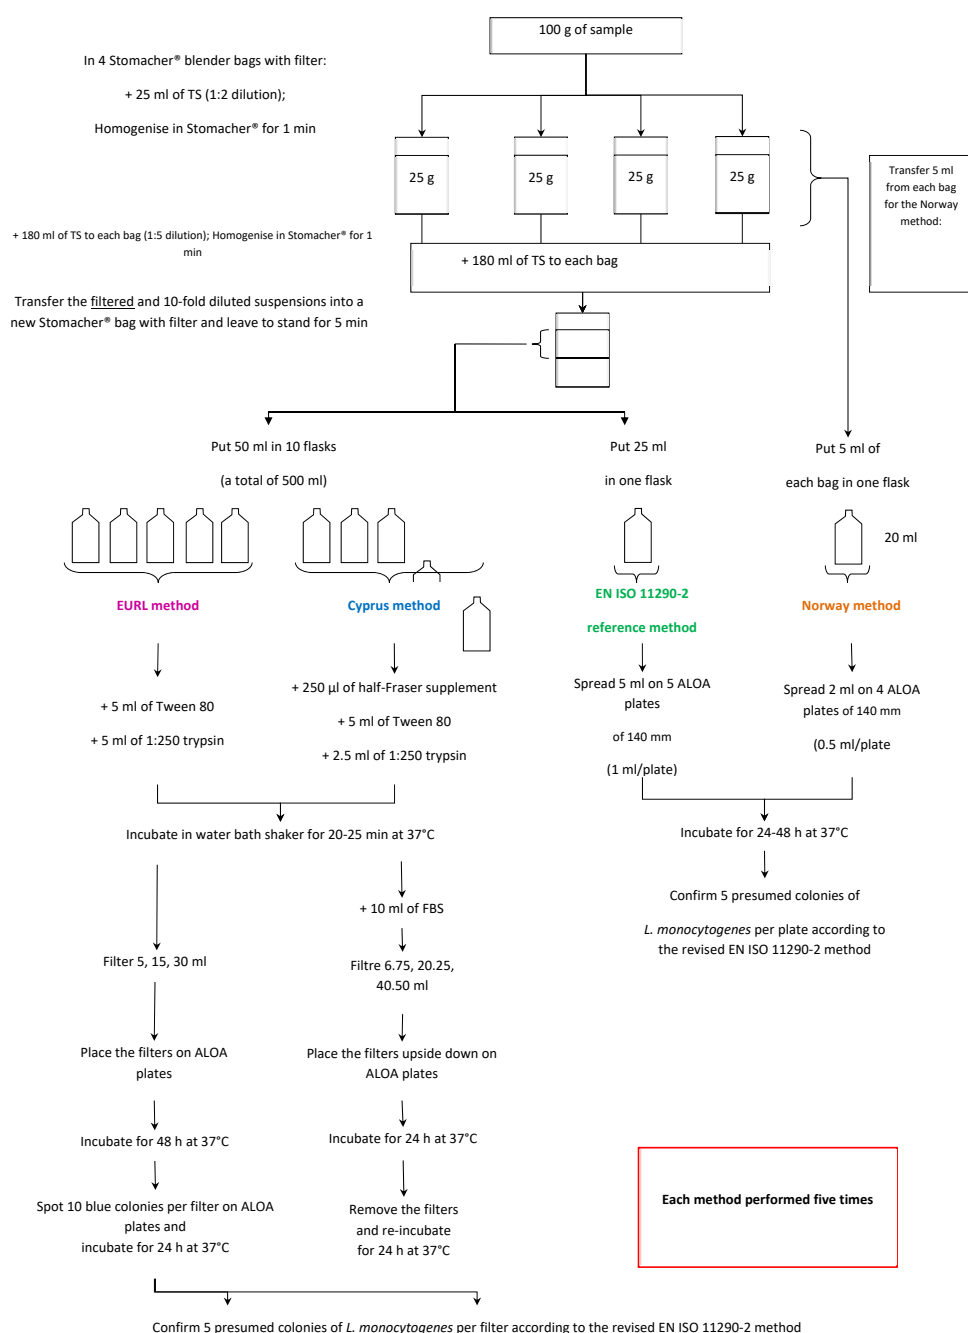 100 g of sample
In 4 Stomacher® blender bags with filter:
+ 25 ml of TS (1:2 dilution);
Homogenise in Stomacher® for 1 min
25 g
25 g
25 g
25 g
Transfer 5 ml
from each bag
for the Norway
method:
+ 180 ml of TS to each bag (1:5 dilution); Homogenise in Stomacher® for 1
min
+ 180 ml of TS to each bag
Transfer the filtered and 10-fold diluted suspensions into a
new Stomacher® bag with filter and leave to stand for 5 min
Put 50 ml in 10 flasks
(a total of 500 ml)
Put 25 ml
in one flask
Put 5 ml of
each bag in one flask
20 ml
EURL method
Cyprus method
EN ISO 11290-2
reference method
Norway method
+ 5 ml of Tween 80
+ 5 ml of 1:250 trypsin
+ 250 µl of half-Fraser supplement
+ 5 ml of Tween 80
+ 2.5 ml of 1:250 trypsin
Spread 5 ml on 5 ALOA
plates
of 140 mm
(1 ml/plate)
Spread 2 ml on 4 ALOA
plates of 140 mm
(0.5 ml/plate
Incubate in water bath shaker for 20-25 min at 37°C
Incubate for 24-48 h at 37°C
+ 10 ml of FBS
Confirm 5 presumed colonies of
L. monocytogenes per plate according to
the revised EN ISO 11290-2 method
Filter 5, 15, 30 ml
Filtre 6.75, 20.25,
40.50 ml
Place the filters on ALOA
plates
Place the filters upside down on
ALOA plates
Incubate for 48 h at 37°C
Incubate for 24 h at 37°C
Spot 10 blue colonies per filter on ALOA
plates and
incubate for 24 h at 37°C
Remove the filters
and re-incubate
for 24 h at 37°C
Each method performed five times
Confirm 5 presumed colonies of L. monocytogenes per filter according to the revised EN ISO 11290-2 method